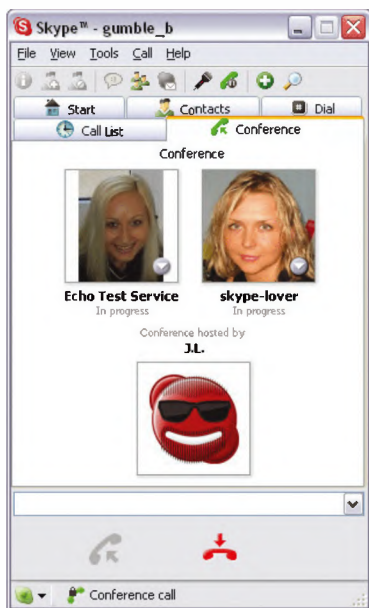 Skype™ - gumble_b
File View Tools Call Help
Start Contacts Dial
Call List Conference
Conference
Echo Test Service skype-lover
In progress In progress
Conference hosted by
J.L.
Conference call